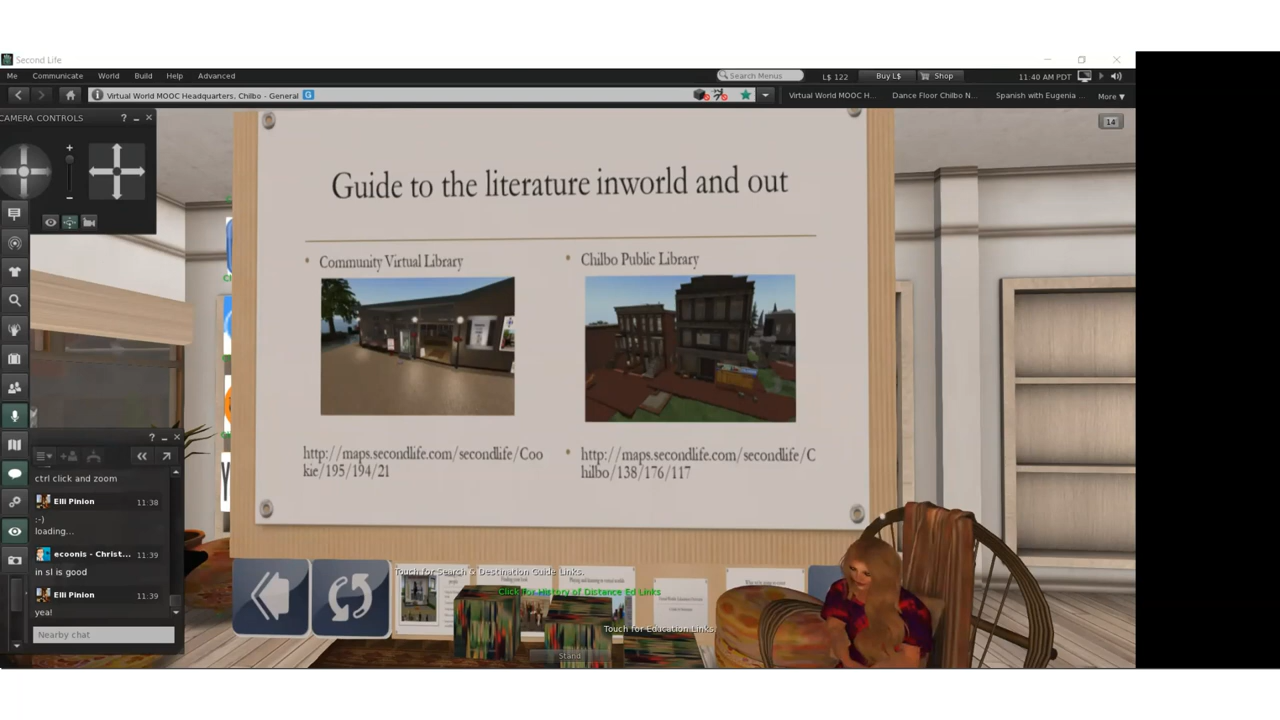 Second Life
Me Communicate World Build Help Advanced
Search Menus
L$ 122
Buy L$
Shop
11:40 AM PDT
Virtual World MOOC Headquarters, Chilbo - General
G
Virtual World MOOC H...
Dance Floor Chilbo N...
Spanish with Eugenia ...
More
CAMERA CONTROLS
?
14
Guide to the literature inworld and out
• Community Virtual Library
• Chilbo Public Library
http://maps.secondlife.com/secondlife/Coo
kie/195/194/21
• http://maps.secondlife.com/secondlife/C
hilbo/138/176/117
?
ctrl click and zoom
Elli Pinion 11:38
:-)
loading...
ecoonis - Christ... 11:39
in sl is good
Elli Pinion 11:39
yea!
Nearby chat
Touch for Search & Destination Guide Links.
Click for History of Distance Ed Links
Touch for Education Links
Stand